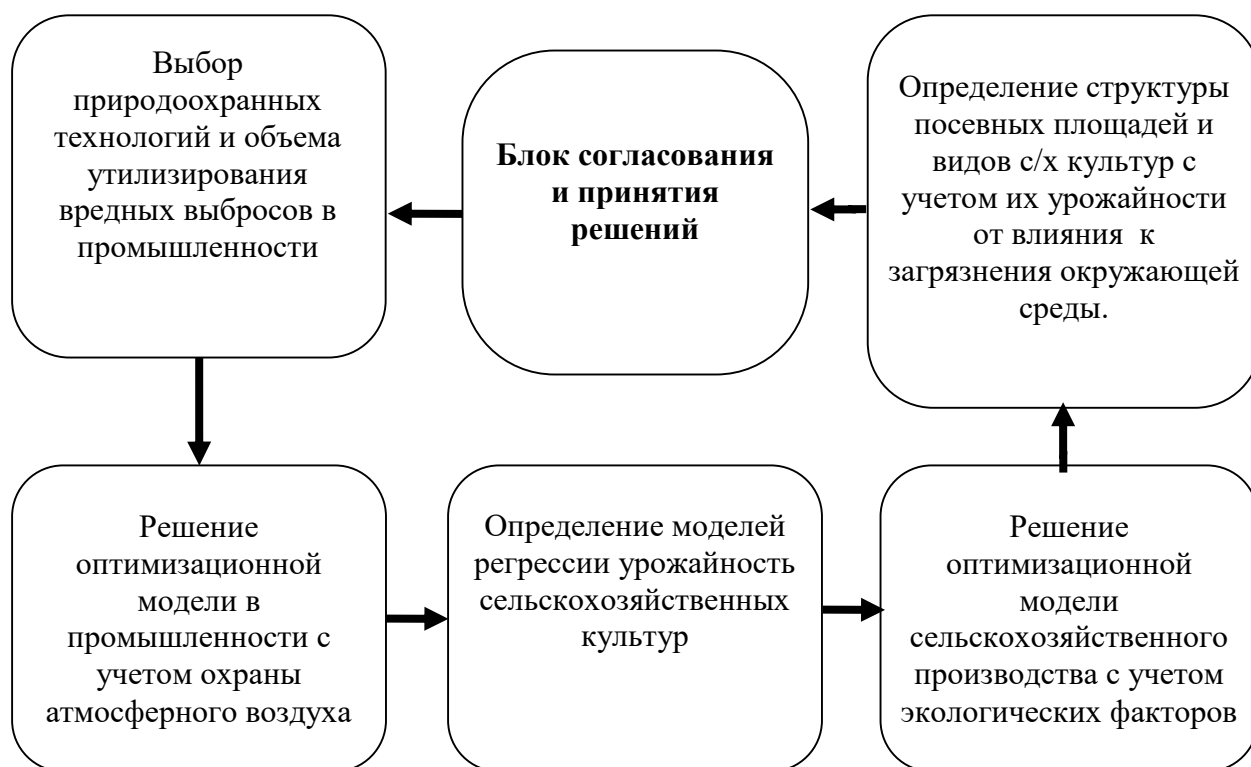 Выбор
природоохранных
технологий и объема
утилизирования
вредных выбросов в
промышленности
Блок согласования
и принятия
решений
Определение структуры
посевных площадей и
видов с/х культур с
учетом их урожайности
от влияния к
загрязнения окружающей
среды.
Решение
оптимизационной
модели в
промышленности с
учетом охраны
атмосферного воздуха
Определение моделей
регрессии урожайность
сельскохозяйственных
культур
Решение
оптимизационной
модели
сельскохозяйственного
производства с учетом
экологических факторов